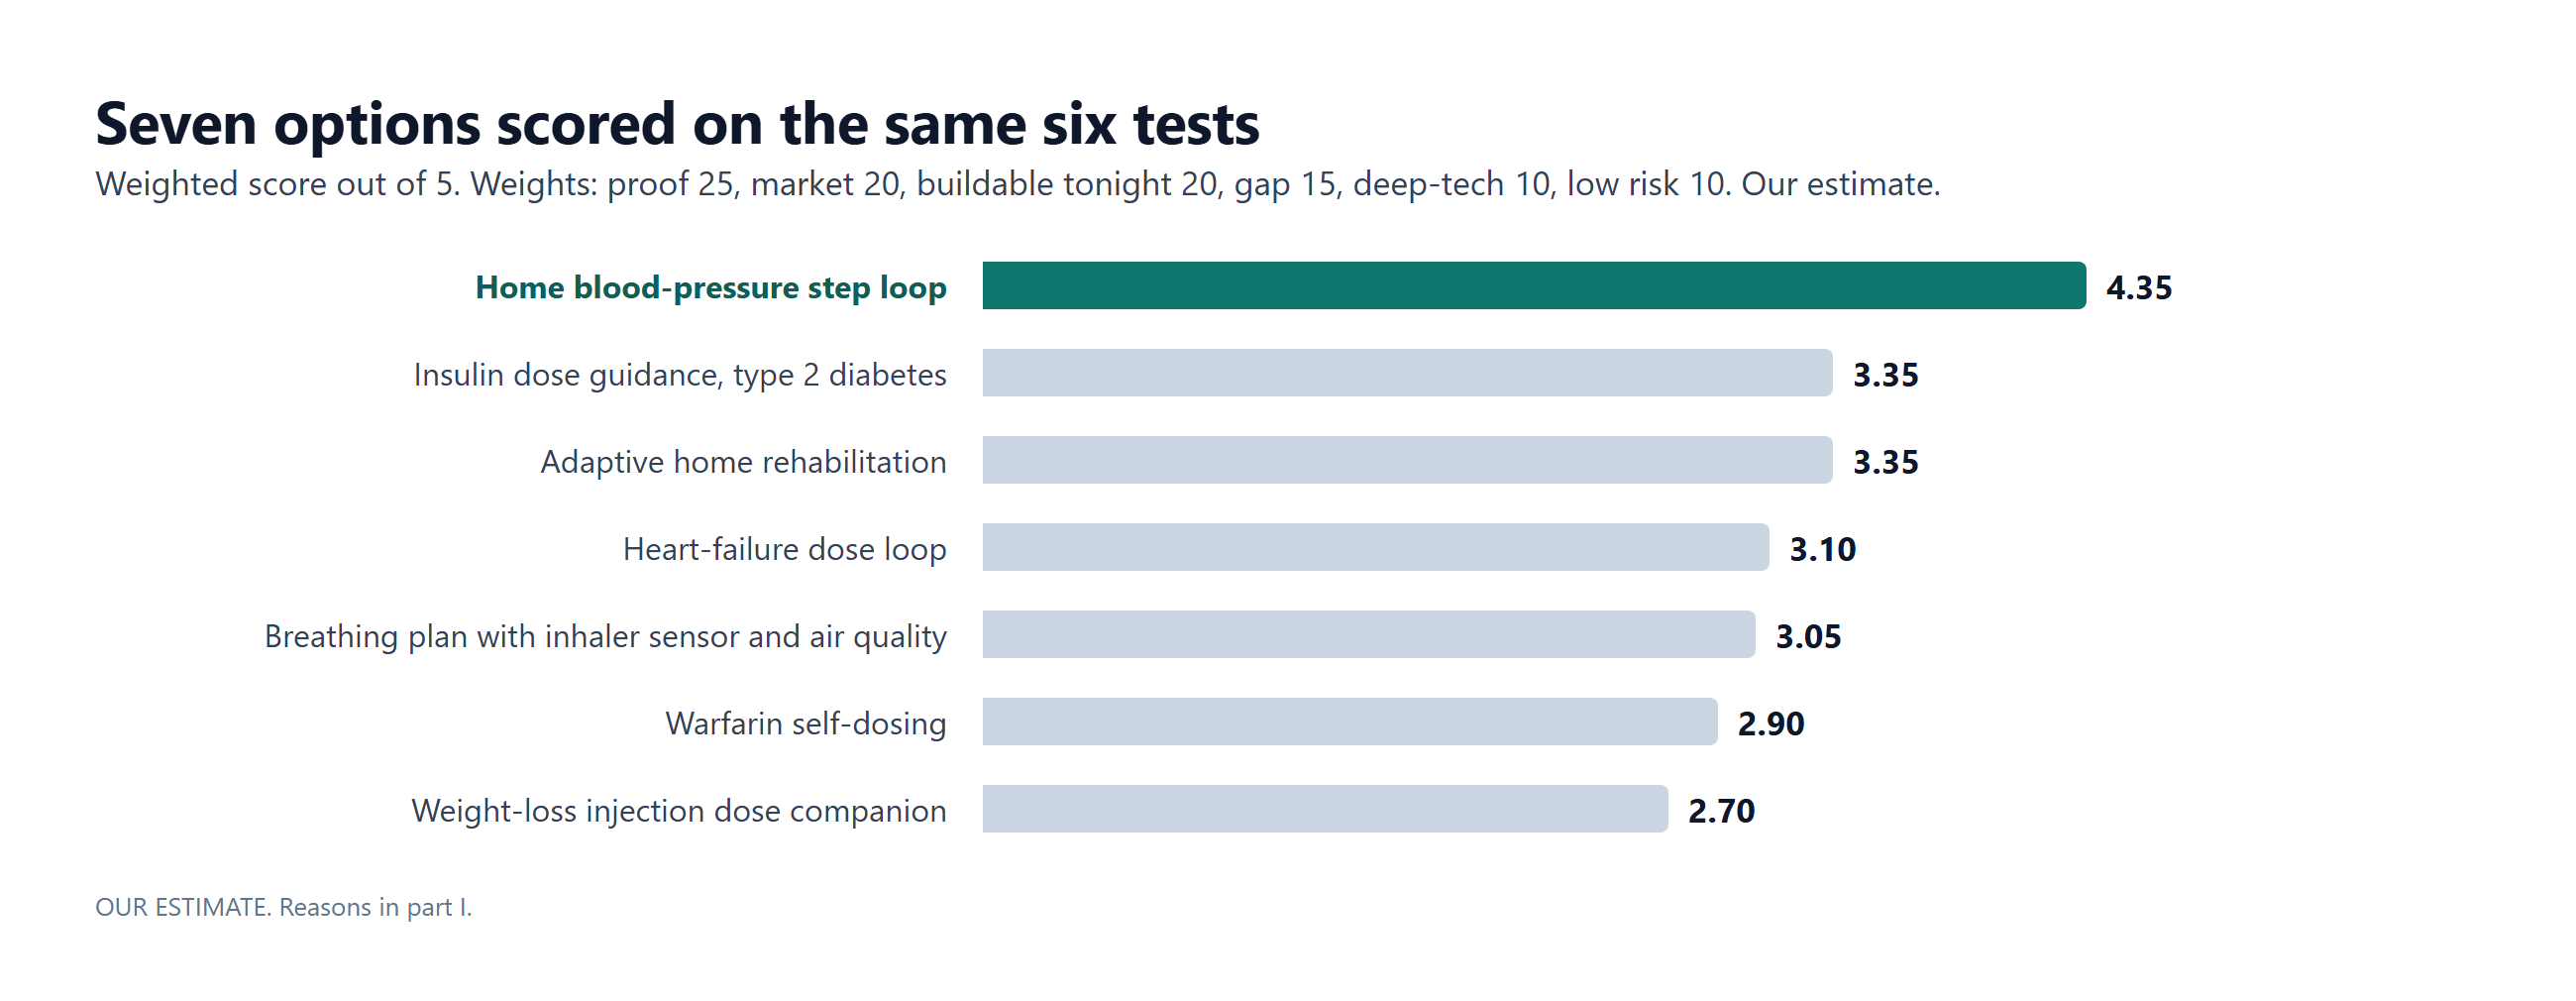 Seven options scored on the same six tests
Weighted score out of 5. Weights: proof 25, market 20, buildable tonight 20, gap 15, deep-tech 10, low risk 10. Our estimate.
Home blood-pressure step loop 4.35
Insulin dose guidance, type 2 diabetes 3.35
Adaptive home rehabilitation 3.35
Heart-failure dose loop 3.10
Breathing plan with inhaler sensor and air quality 3.05
Warfarin self-dosing 2.90
Weight-loss injection dose companion 2.70
OUR ESTIMATE. Reasons in part I.